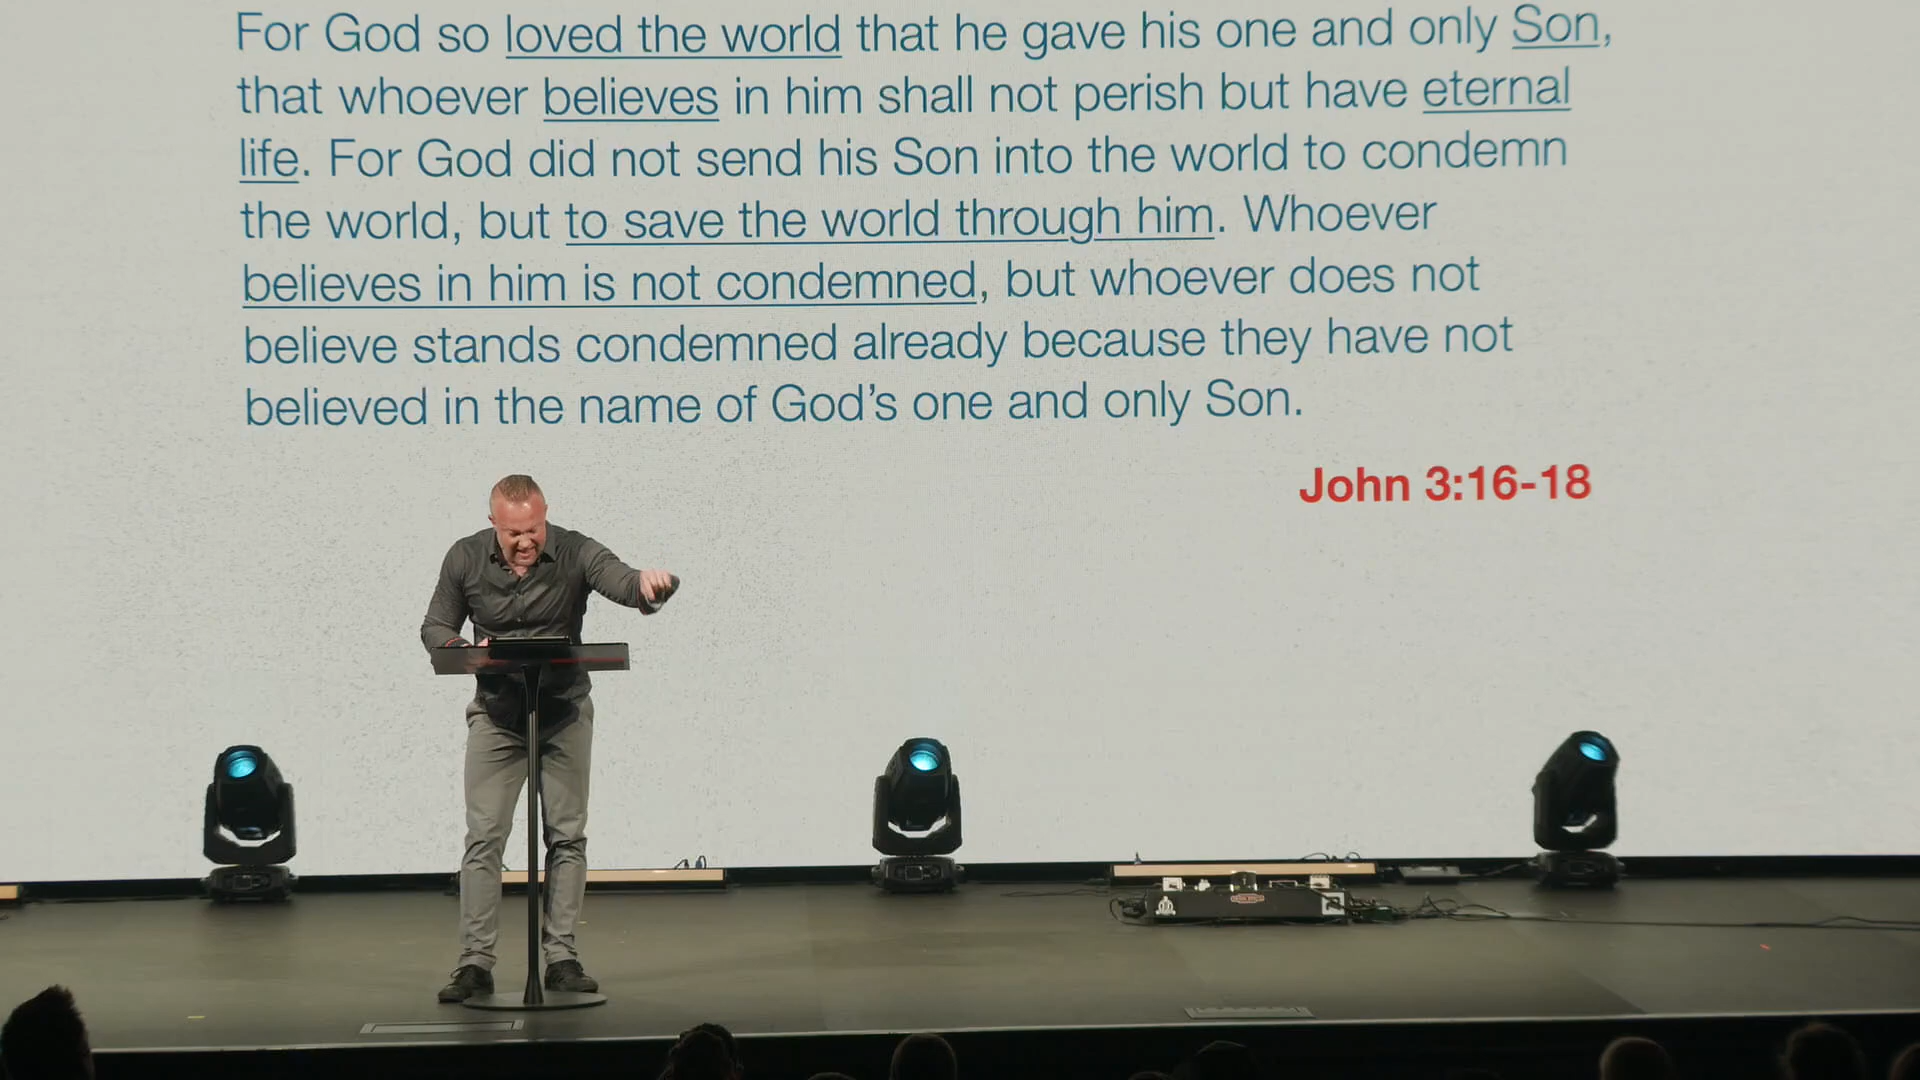 For God so loved the world that he gave his one and only Son,
that whoever believes in him shall not perish but have eternal
life. For God did not send his Son into the world to condemn
the world, but to save the world through him. Whoever
believes in him is not condemned, but whoever does not
believe stands condemned already because they have not
believed in the name of God’s one and only Son.
John 3:16-18